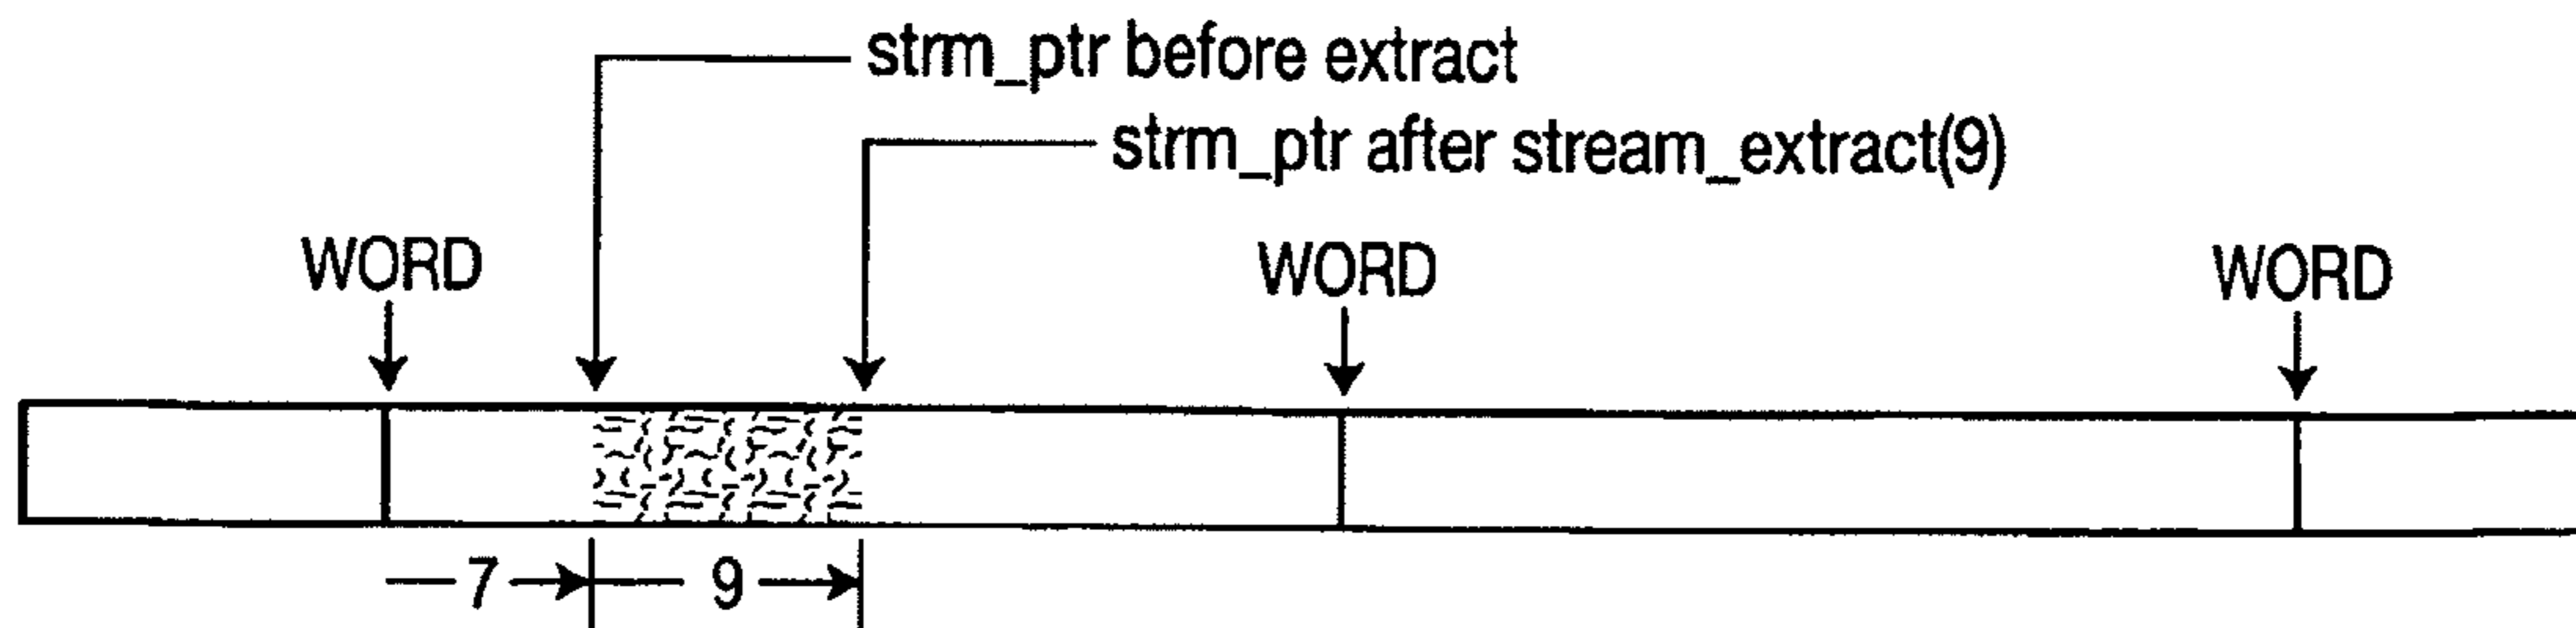 strm_ptr before extract
strm_ptr after stream_extract(9)
WORD
WORD
WORD
7
9